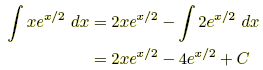 ∫ xe^{x/2} dx = 2xe^{x/2} − ∫ 2e^{x/2} dx
= 2xe^{x/2} − 4e^{x/2} + C